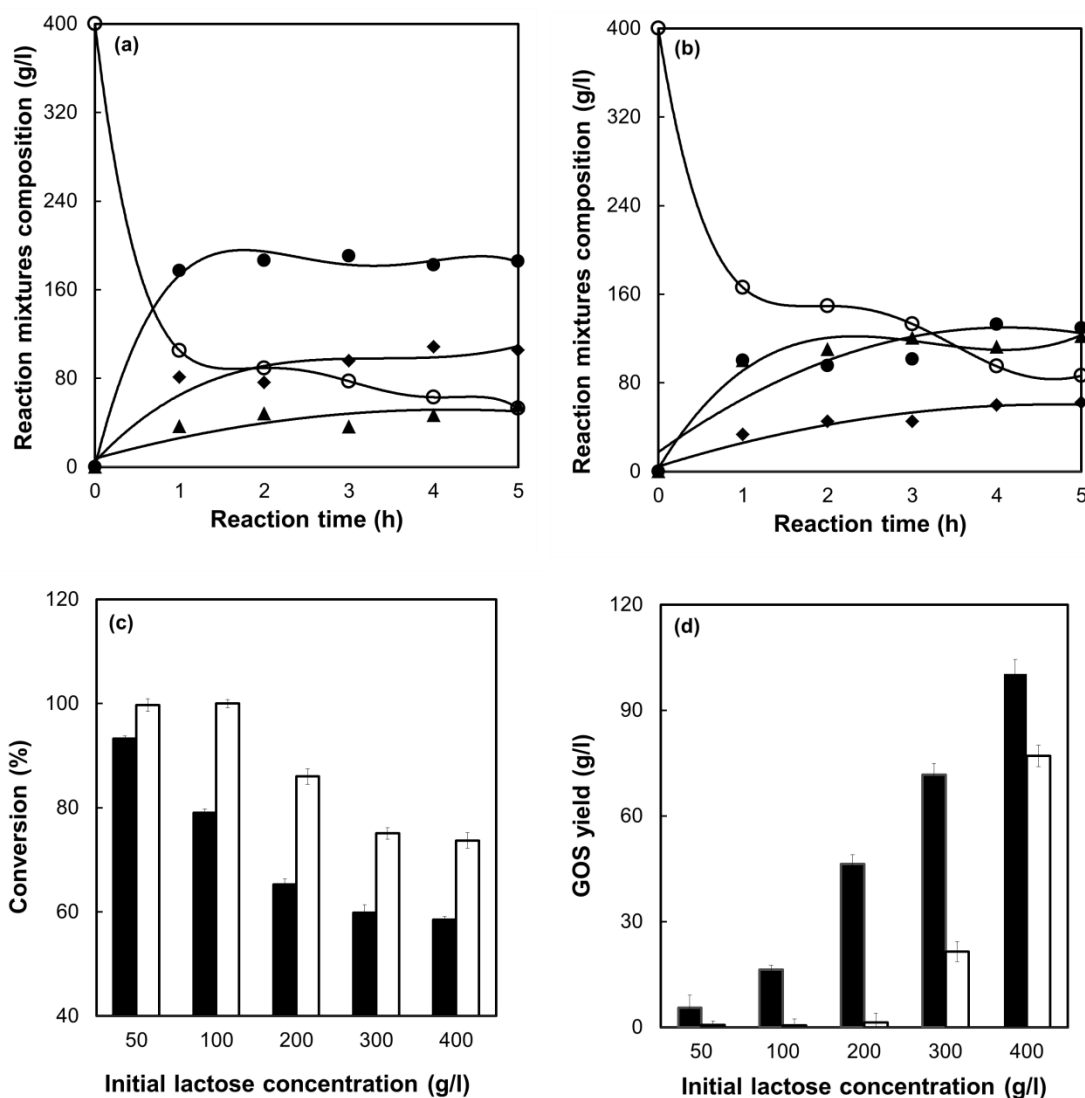 (a)
Reaction mixtures composition (g/l)
400
320
240
160
80
0
0 1 2 3 4 5
Reaction time (h)
(b)
Reaction mixtures composition (g/l)
400
320
240
160
80
0
0 1 2 3 4 5
Reaction time (h)
(c)
Conversion (%)
120
100
80
60
40
50 100 200 300 400
Initial lactose concentration (g/l)
(d)
GOS yield (g/l)
120
90
60
30
0
50 100 200 300 400
Initial lactose concentration (g/l)